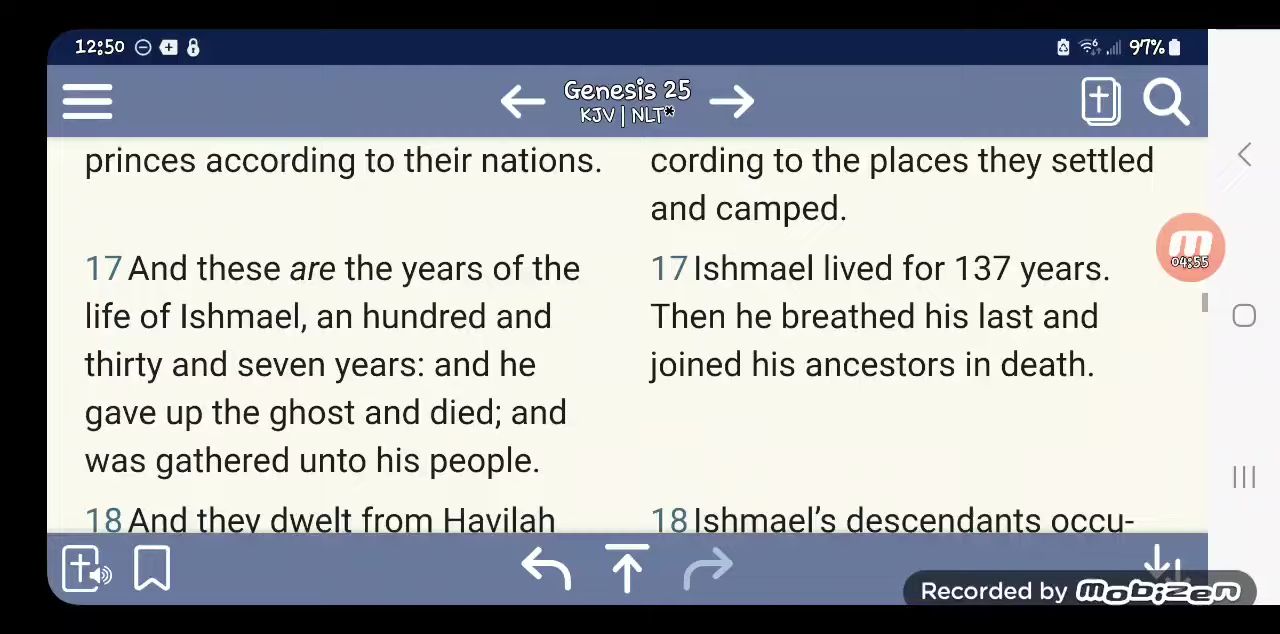 12:50
97%
Genesis 25
KJV | NLT*
princes according to their nations.
17 And these are the years of the
life of Ishmael, an hundred and
thirty and seven years: and he
gave up the ghost and died; and
was gathered unto his people.
18 And they dwelt from Havilah
cording to the places they settled
and camped.
17 Ishmael lived for 137 years.
Then he breathed his last and
joined his ancestors in death.
18 Ishmael’s descendants occu-
04:55
Recorded by Mobizen